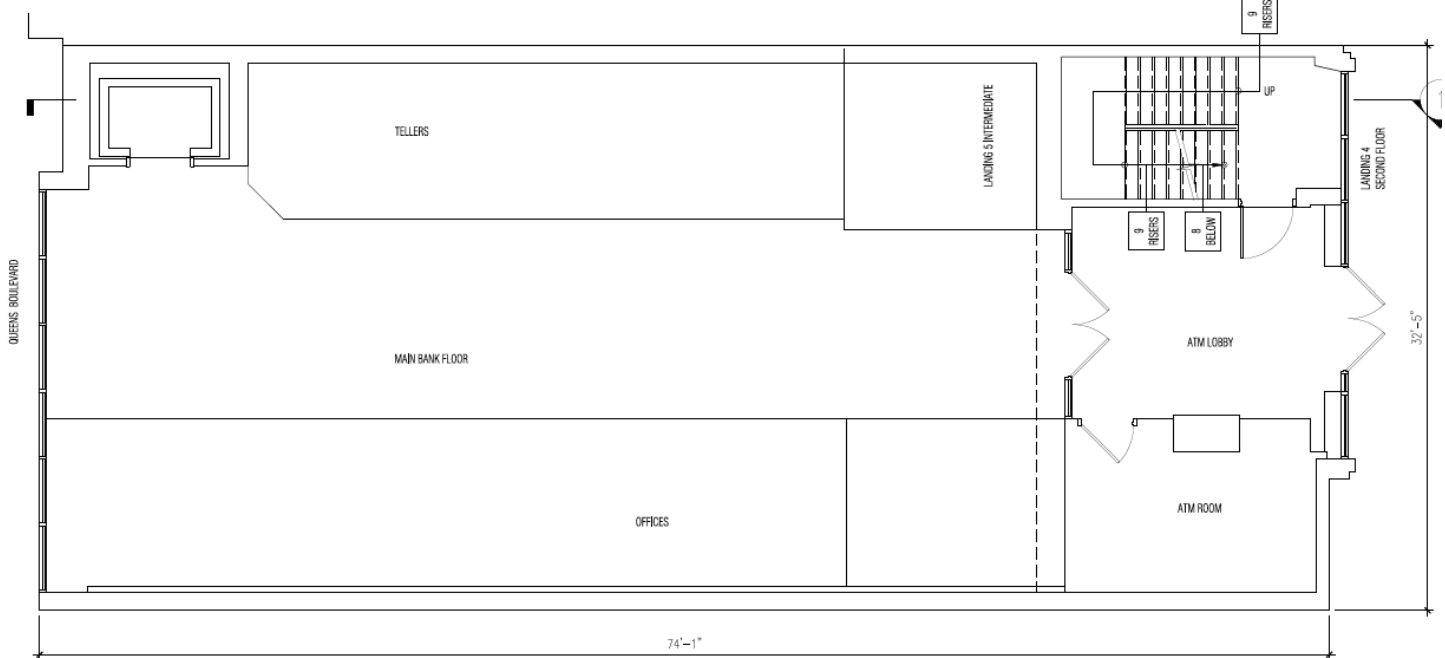 9
RISERS
UP
1
TELLERS
LANDING 5 INTERMEDIATE
LANDING 4
SECOND FLOOR
9
RISERS
8
BELOW
QUEENS BOULEVARD
MAIN BANK FLOOR
ATM LOBBY
32'-5"
OFFICES
ATM ROOM
74'-1"